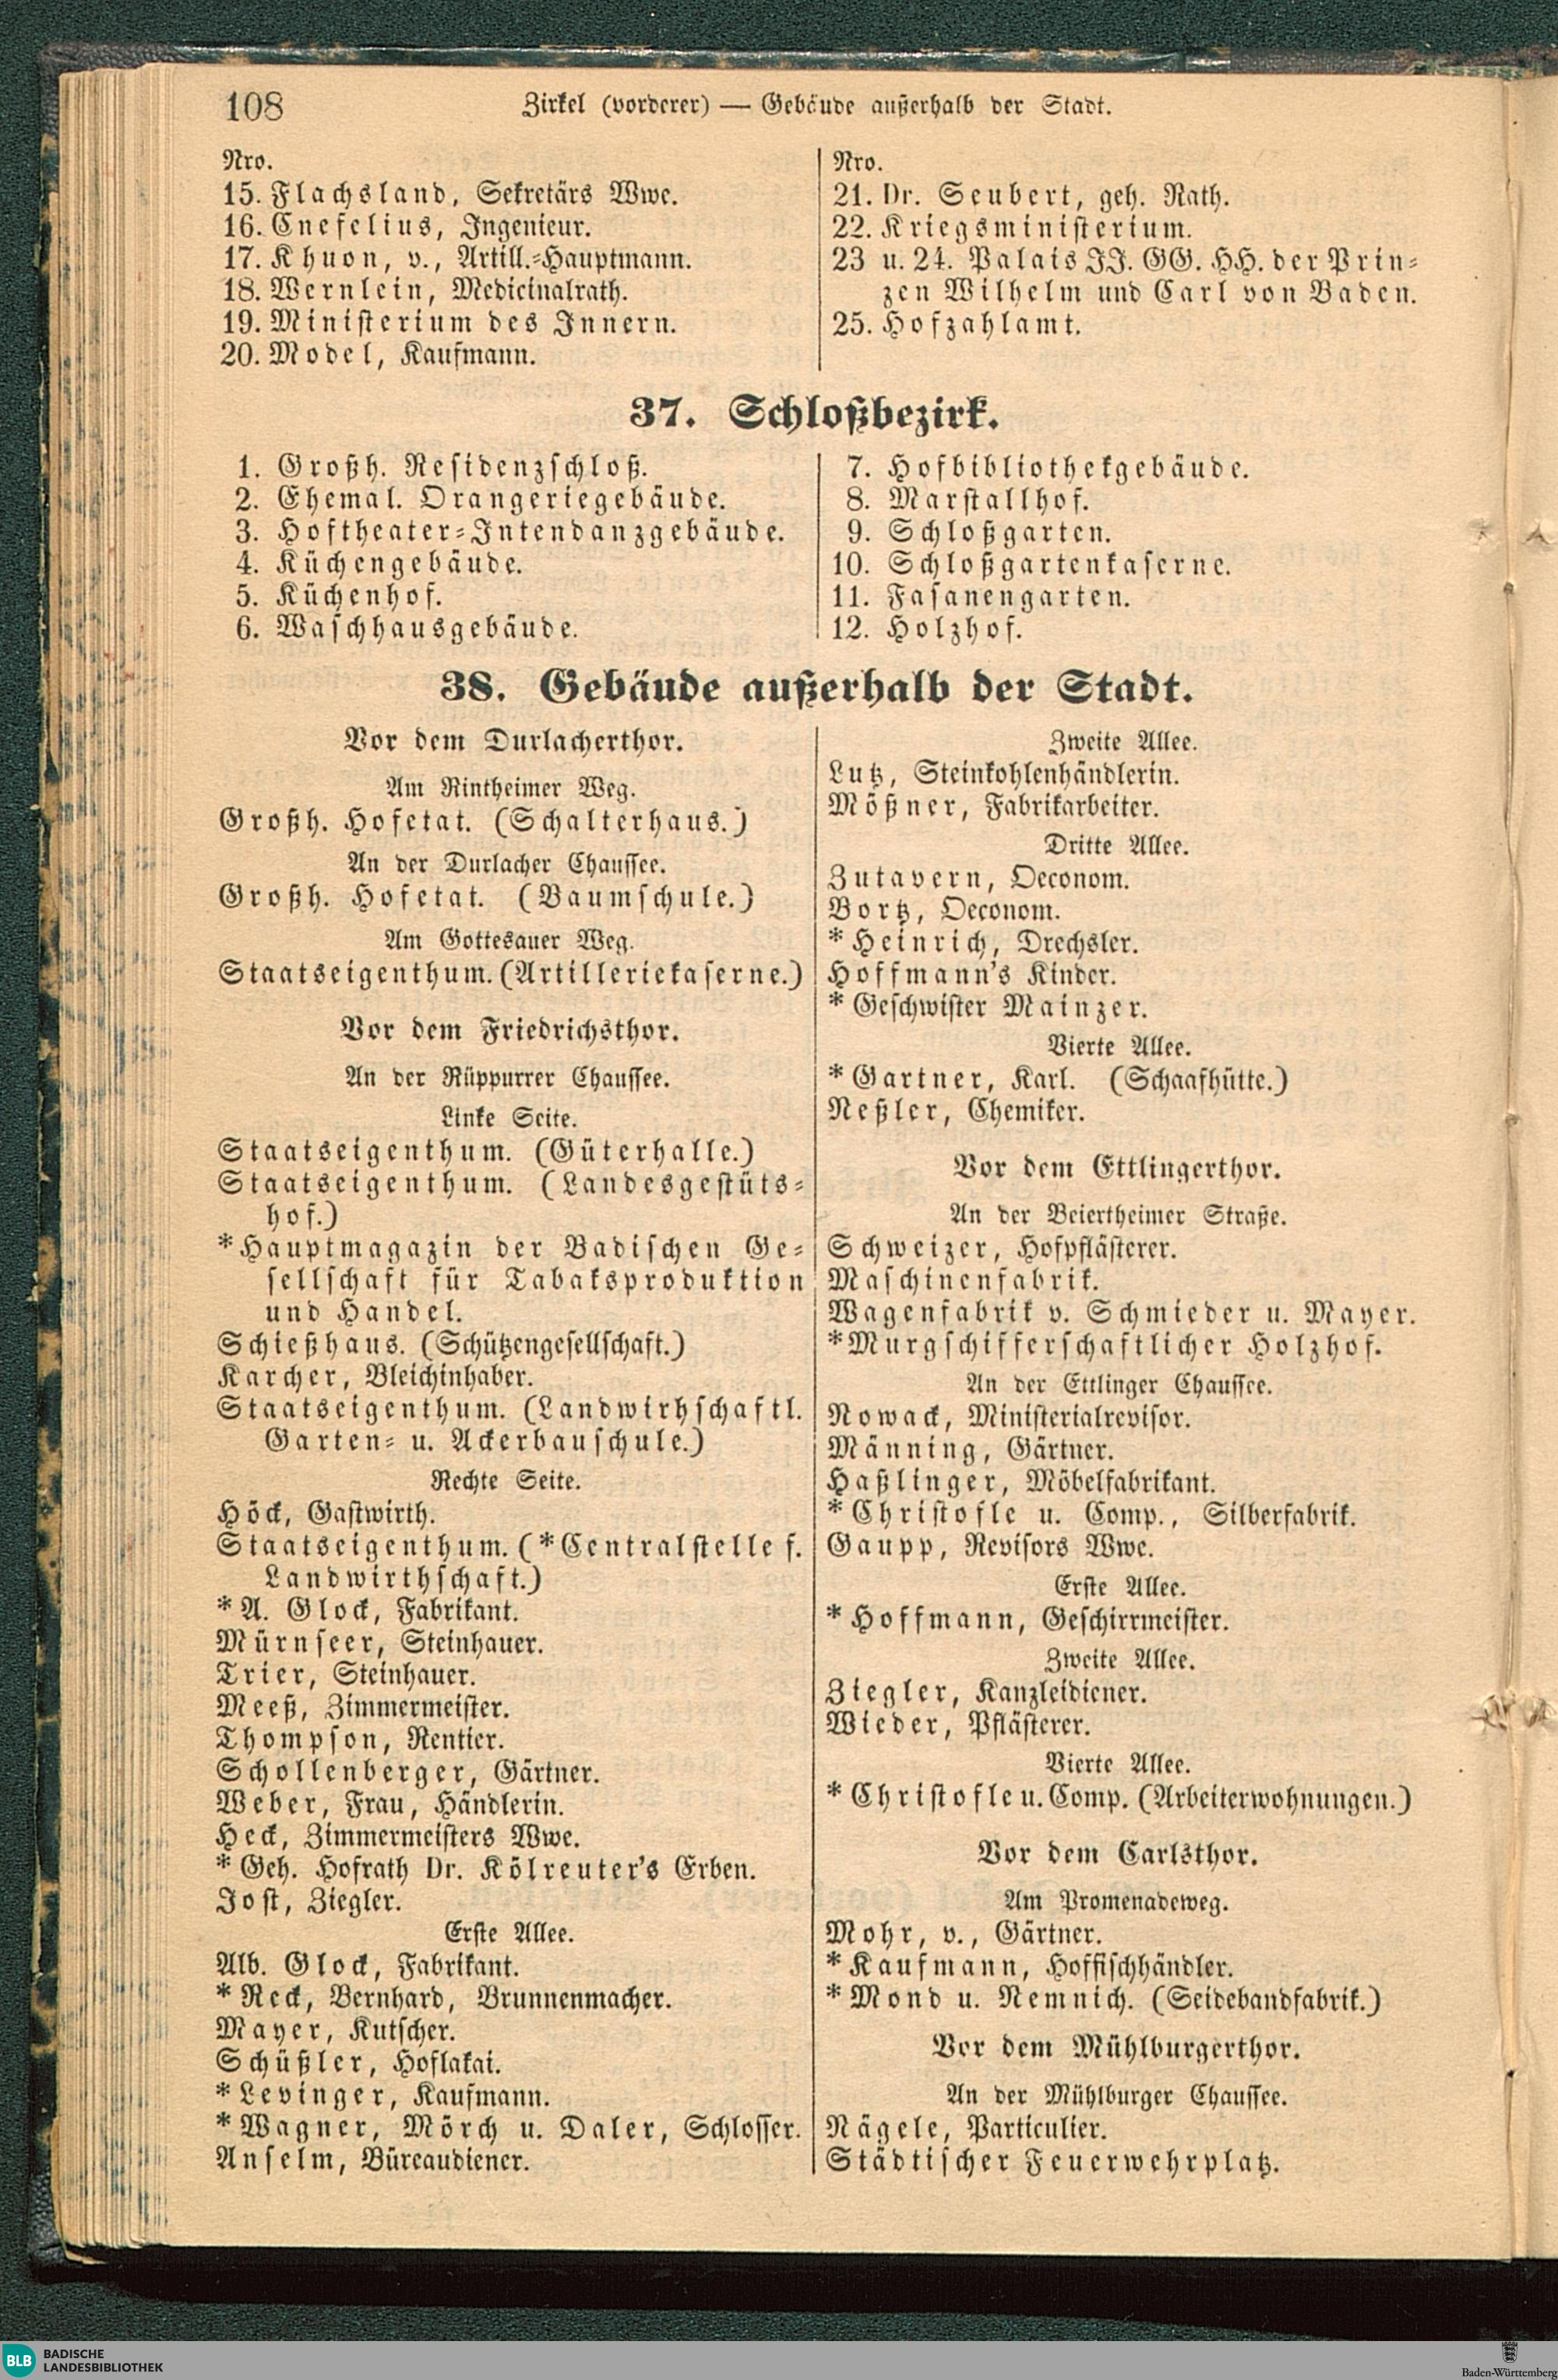 108
Zirkel (vorderer) — Gebäude außerhalb der Stadt.
Nro.
15. Flachsland, Sekretärs Wwe.
16. Cnefelius, Ingenieur.
17. Khuon, v., Artill.-Hauptmann.
18. Wernlein, Medicinalrath.
19. Ministerium des Innern.
20. Model, Kaufmann.
Nro.
21. Dr. Seubert, geh. Rath.
22. Kriegsministerium.
23 u. 24. Palais JJ. GG. HH. der Prin-
zen Wilhelm und Carl von Baden.
25. Hofzahlamt.
37. Schloßbezirk.
1. Großh. Residenzschloß.
2. Ehemal. Orangeriegebäude.
3. Hoftheater-Intendanzgebäude.
4. Küchengebäude.
5. Küchenhof.
6. Waschhausgebäude.
7. Hofbibliothekgebäude.
8. Marstallhof.
9. Schloßgarten.
10. Schloßgartenkaserne.
11. Fasanengarten.
12. Holzhof.
38. Gebäude außerhalb der Stadt.
Vor dem Durlacherthor.
Am Rintheimer Weg.
Großh. Hofetat. (Schalterhaus.)
An der Durlacher Chaussee.
Großh. Hofetat. (Baumschule.)
Am Gottesauer Weg.
Staatseigenthum. (Artilleriekaserne.)
Vor dem Friedrichsthor.
An der Rüppurrer Chaussee.
Linke Seite.
Staatseigenthum. (Güterhalle.)
Staatseigenthum. (Landesgestüts-
hof.)
*Hauptmagazin der Badischen Ge-
sellschaft für Tabaksproduktion
und Handel.
Schießhaus. (Schützengesellschaft.)
Karcher, Bleichinhaber.
Staatseigenthum. (Landwirhschaftl.
Garten- u. Ackerbauschule.)
Rechte Seite.
Höck, Gastwirth.
Staatseigenthum. (*Centralstelle f.
Landwirthschaft.)
*A. Glock, Fabrikant.
Mürnseer, Steinhauer.
Trier, Steinhauer.
Meeß, Zimmermeister.
Thompson, Rentier.
Schollenberger, Gärtner.
Weber, Frau, Händlerin.
Heck, Zimmermeisters Wwe.
*Geh. Hofrath Dr. Kölreuter's Erben.
Jost, Ziegler.
Erste Allee.
Alb. Glock, Fabrikant.
*Reck, Bernhard, Brunnenmacher.
Mayer, Kutscher.
Schüßler, Hoflakai.
*Levinger, Kaufmann.
*Wagner, Mörch u. Daler, Schlosser.
Anselm, Büreaudiener.
Zweite Allee.
Lutz, Steinkohlenhändlerin.
Mößner, Fabrikarbeiter.
Dritte Allee.
Zutavern, Oeconom.
Bortz, Oeconom.
*Heinrich, Drechsler.
Hoffmann's Kinder.
*Geschwister Mainzer.
Vierte Allee.
*Gartner, Karl. (Schaafhütte.)
Neßler, Chemiker.
Vor dem Ettlingerthor.
An der Beiertheimer Straße.
Schweizer, Hofpflästerer.
Maschinenfabrik.
Wagenfabrik v. Schmieder u. Mayer.
*Murgschifferschaftlicher Holzhof.
An der Ettlinger Chaussee.
Nowack, Ministerialrevisor.
Männing, Gärtner.
Haßlinger, Möbelfabrikant.
*Christofle u. Comp., Silberfabrik.
Gaupp, Revisors Wwe.
Erste Allee.
*Hoffmann, Geschirrmeister.
Zweite Allee.
Ziegler, Kanzleidiener.
Wieder, Pflästerer.
Vierte Allee.
*Christofle u. Comp. (Arbeiterwohnungen.)
Vor dem Carlsthor.
Am Promenadeweg.
Mohr, v., Gärtner.
*Kaufmann, Hoffischhändler.
*Mond u. Nemnich. (Seidebandfabrik.)
Vor dem Mühlburgerthor.
An der Mühlburger Chaussee.
Nägele, Particulier.
Städtischer Feuerwehrplatz.
BLB BADISCHE
LANDESBIBLIOTHEK
Baden-Württemberg